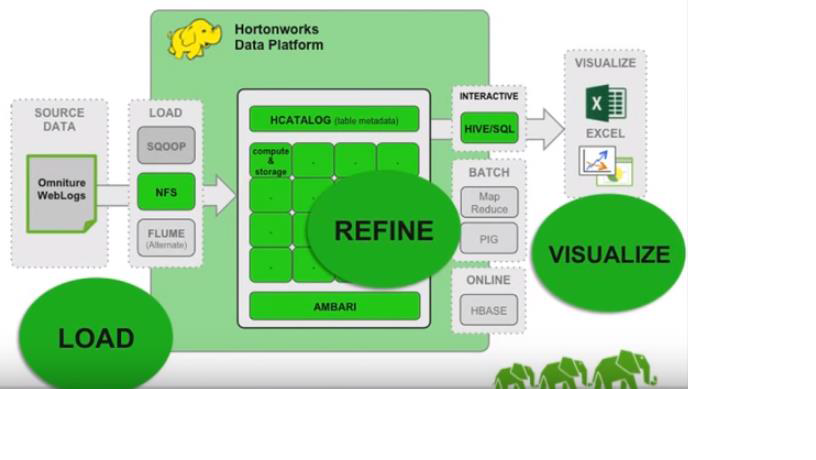 Hortonworks
Data Platform
SOURCE
DATA
Omniture
WebLogs
LOAD
SQOOP
NFS
FLUME
(Alternate)
HCATALOG (table metadata)
compute
&
storage
AMBARI
INTERACTIVE
HIVE/SQL
BATCH
Map
Reduce
PIG
ONLINE
HBASE
VISUALIZE
X
EXCEL
LOAD
REFINE
VISUALIZE